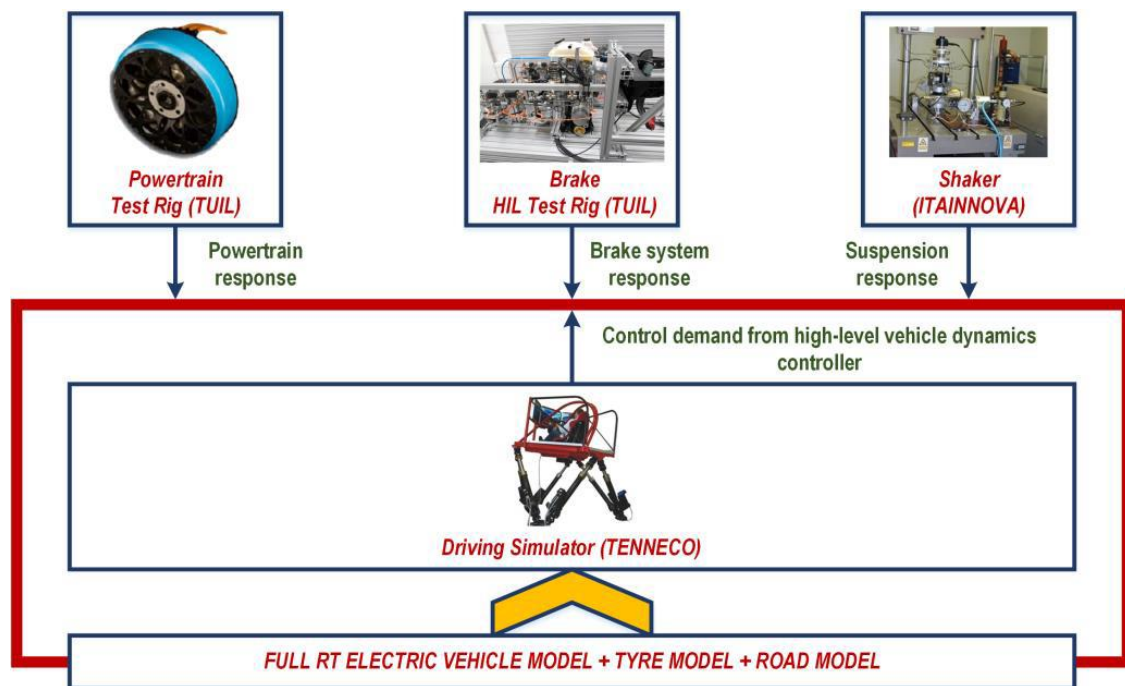 Powertrain
Test Rig (TUIL)
Brake
HIL Test Rig (TUIL)
Shaker
(ITAINNOVA)
Powertrain
response
Brake system
response
Suspension
response
Control demand from high-level vehicle dynamics
controller
Driving Simulator (TENNECO)
FULL RT ELECTRIC VEHICLE MODEL + TYRE MODEL + ROAD MODEL